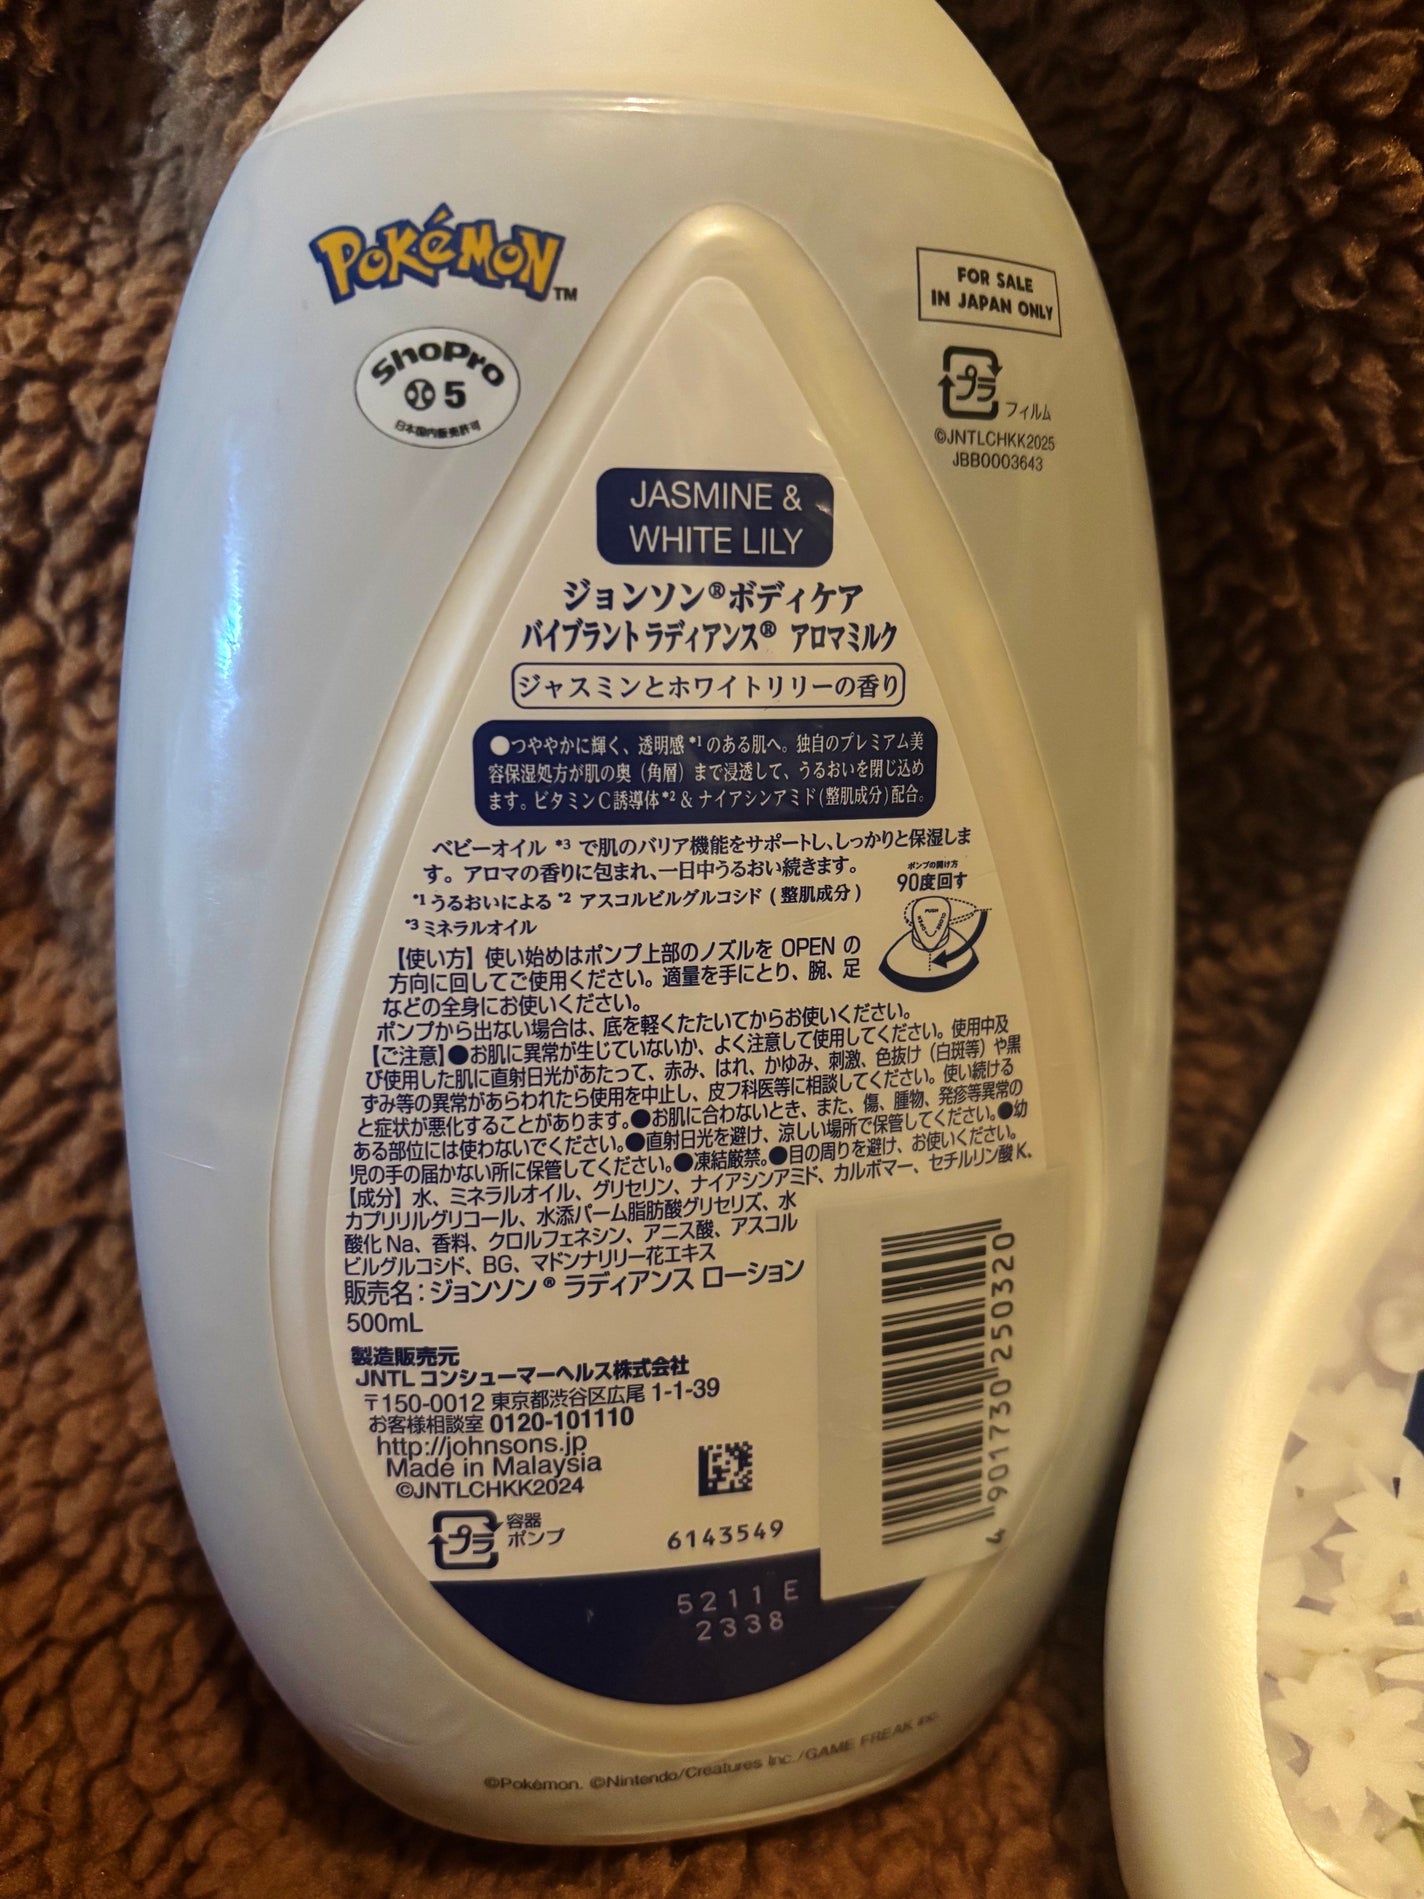 POKéMON™
ShoPro
5
日本国内販売許可
FOR SALE
IN JAPAN ONLY
プラ
フィルム
©JNTLCHKK2025
JBB0003643
JASMINE &
WHITE LILY
ジョンソン®ボディケア
バイブラント ラディアンス® アロマミルク
ジャスミンとホワイトリリーの香り
●つややかに輝く、透明感*1のある肌へ。独自のプレミアム美
容保湿処方が肌の奥（角層）まで浸透して、うるおいを閉じ込め
ます。ビタミンC誘導体*2 & ナイアシンアミド(整肌成分)配合。
ベビーオイル *3 で肌のバリア機能をサポートし、しっかりと保湿しま
す。アロマの香りに包まれ、一日中うるおい続きます。
*1 うるおいによる *2 アスコルビルグルコシド ( 整肌成分 )
*3 ミネラルオイル
ポンプの開け方
90度回す
PUSH
【使い方】使い始めはポンプ上部のノズルを OPEN の
方向に回してご使用ください。適量を手にとり、腕、足
などの全身にお使いください。
ポンプから出ない場合は、底を軽くたたいてからお使いください。
【ご注意】●お肌に異常が生じていないか、よく注意して使用してください。使用中及
び使用した肌に直射日光があたって、赤み、はれ、かゆみ、刺激、色抜け（白斑等）や黒
ずみ等の異常があらわれたら使用を中止し、皮フ科医等に相談してください。使い続ける
と症状が悪化することがあります。●お肌に合わないとき、また、傷、腫物、発疹等異常の
ある部位には使わないでください。●直射日光を避け、涼しい場所で保管してください。●幼
児の手の届かない所に保管してください。●凍結厳禁。●目の周りを避け、お使いください。
【成分】水、ミネラルオイル、グリセリン、ナイアシンアミド、カルボマー、セチルリン酸 K、
カプリリルグリコール、水添パーム脂肪酸グリセリズ、水
酸化 Na、香料、クロルフェネシン、アニス酸、アスコル
ビルグルコシド、BG、マドンナリリー花エキス
販売名：ジョンソン® ラディアンス ローション
500mL
製造販売元
JNTL コンシューマーヘルス株式会社
〒150-0012 東京都渋谷区広尾 1-1-39
お客様相談室 0120-101110
http://johnsons.jp
Made in Malaysia
©JNTLCHKK2024
プラ
容器
ポンプ
6143549
4 901730 250320
5211 E
2338
©Pokémon. ©Nintendo/Creatures Inc./GAME FREAK inc.